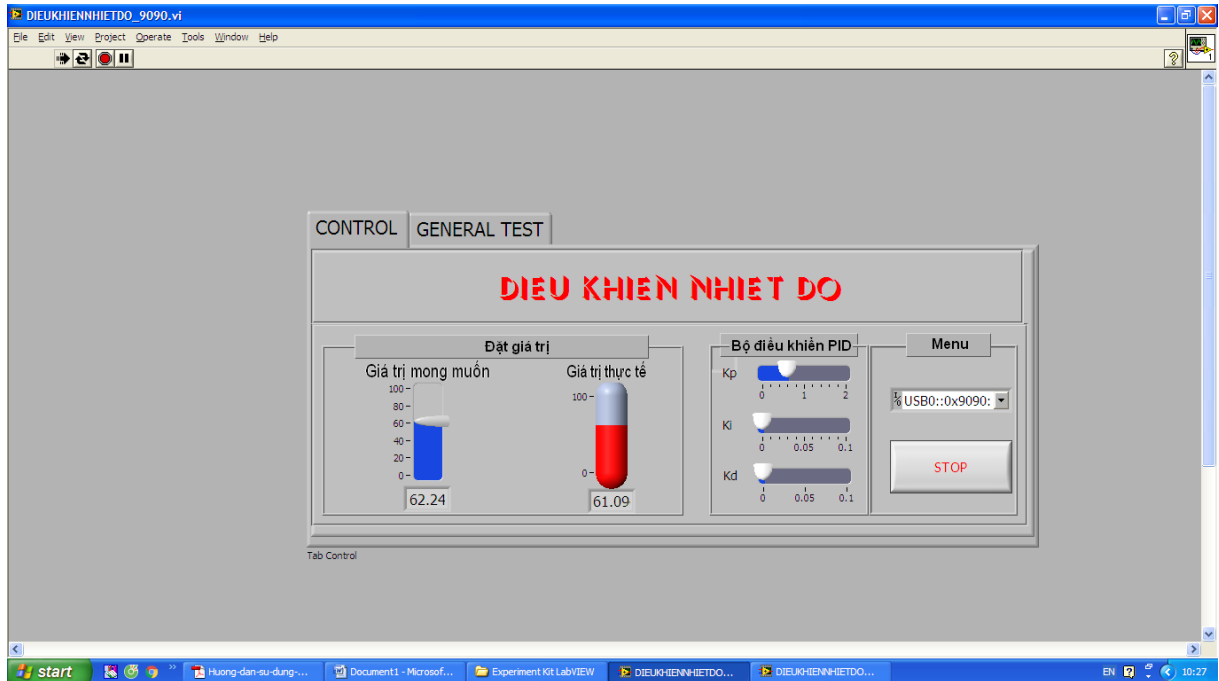 DIEUKHIENNHIETDO_9090.vi
File Edit View Project Operate Tools Window Help
1
CONTROL GENERAL TEST
DIEU KHIEN NHIET DO
Đặt giá trị
Giá trị mong muốn
Giá trị thực tế
100
80
60
40
20
0
62.24
100
0
61.09
Bộ điều khiển PID
Kp
0 1 2
Ki
0 0.05 0.1
Kd
0 0.05 0.1
Menu
USB0::0x9090:
STOP
Tab Control
start Huong-dan-su-dung-... Document1 - Microsof... Experiment Kit LabVIEW DIEUKHIENNHIETDO... DIEUKHIENNHIETDO... EN 10:27